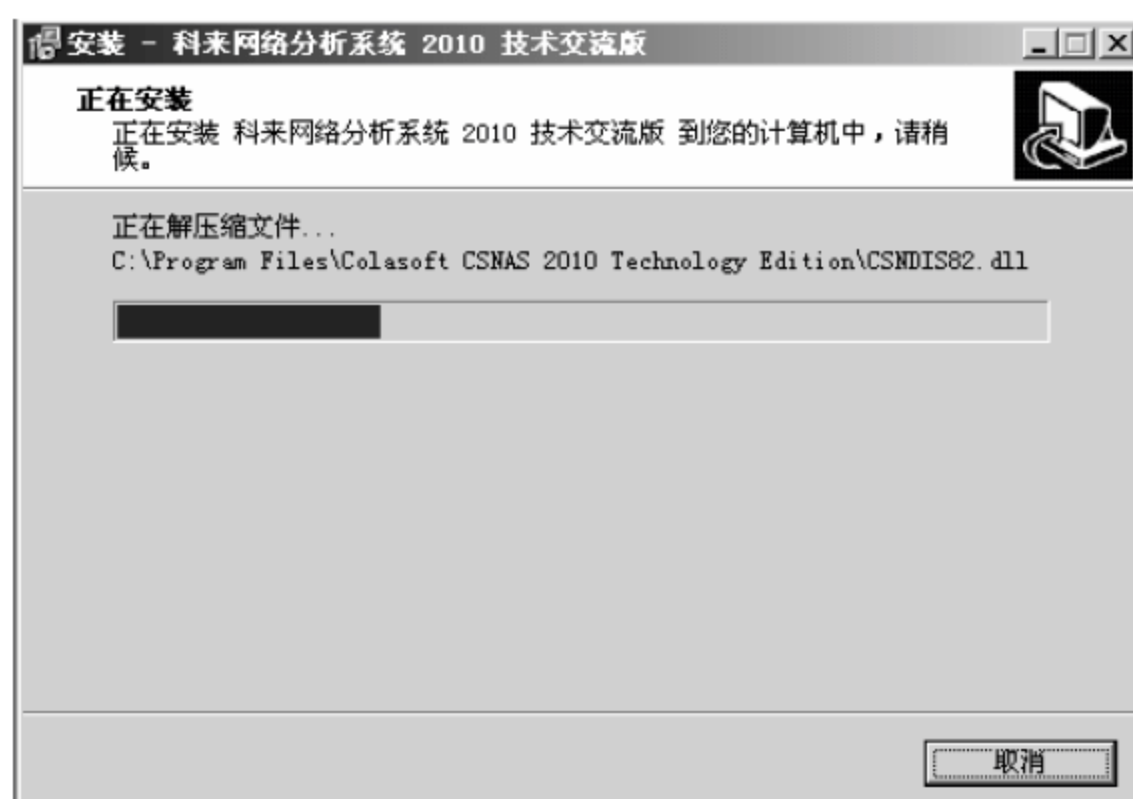 安装 - 科来网络分析系统 2010 技术交流版
正在安装
正在安装 科来网络分析系统 2010 技术交流版 到您的计算机中，请稍
候。
正在解压缩文件...
C:\Program Files\Colasoft CSNAS 2010 Technology Edition\CSNDIS82.dll
取消